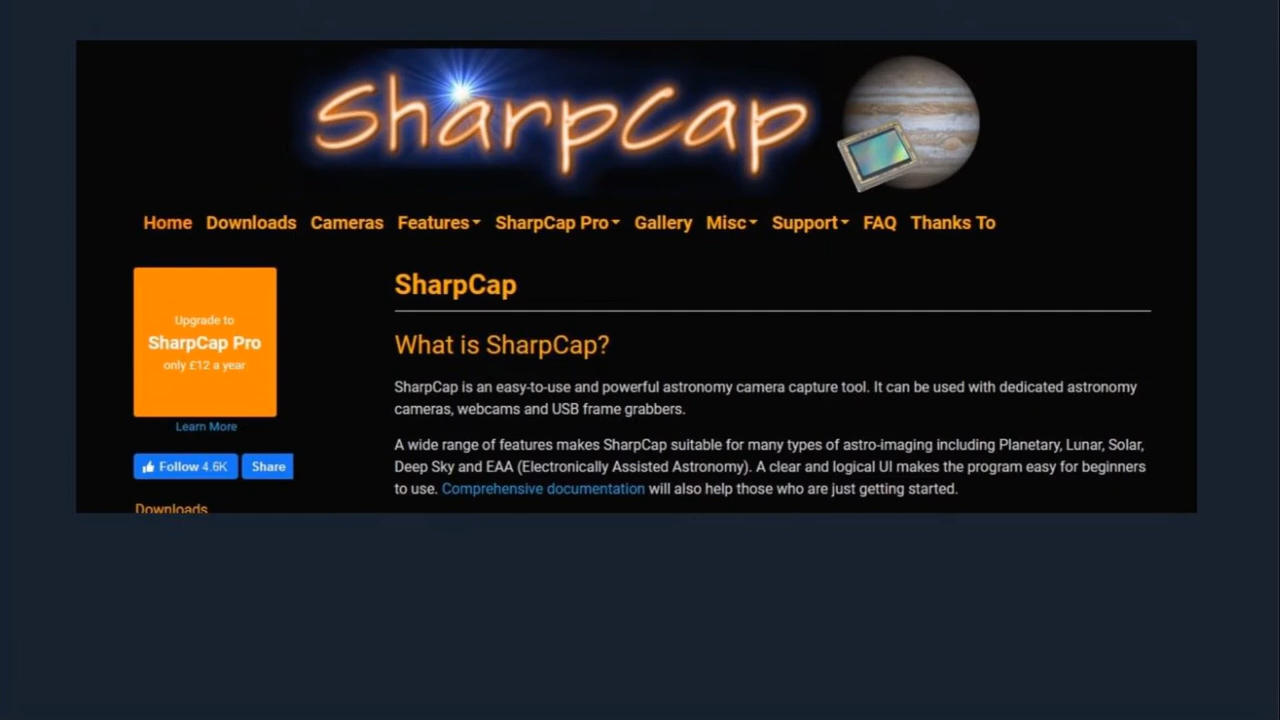 SharpCap
Home Downloads Cameras Features SharpCap Pro Gallery Misc Support FAQ Thanks To
Upgrade to
SharpCap Pro
only £12 a year
Learn More
Follow 4.6K Share
Downloads
SharpCap
What is SharpCap?
SharpCap is an easy-to-use and powerful astronomy camera capture tool. It can be used with dedicated astronomy
cameras, webcams and USB frame grabbers.
A wide range of features makes SharpCap suitable for many types of astro-imaging including Planetary, Lunar, Solar,
Deep Sky and EAA (Electronically Assisted Astronomy). A clear and logical UI makes the program easy for beginners
to use. Comprehensive documentation will also help those who are just getting started.